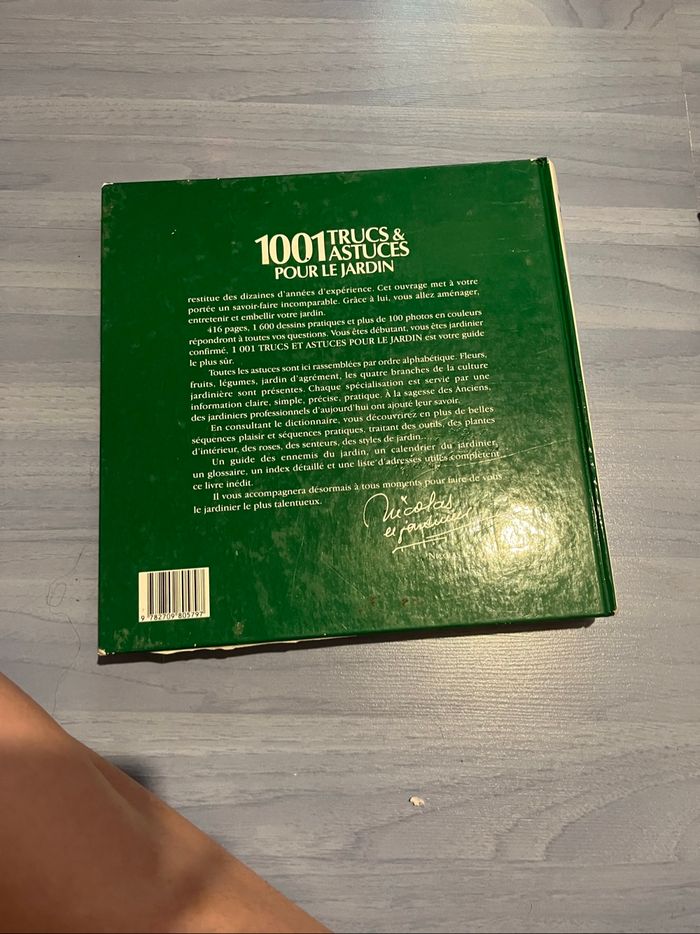 1001 TRUCS &
ASTUCES
POUR LE JARDIN
restitue des dizaines d'années d'expérience. Cet ouvrage met à votre
portée un savoir-faire incomparable. Grâce à lui, vous allez aménager,
entretenir et embellir votre jardin.
416 pages, 1 600 dessins pratiques et plus de 100 photos en couleurs
répondront à toutes vos questions. Vous êtes débutant, vous êtes jardinier
confirmé, 1 001 TRUCS ET ASTUCES POUR LE JARDIN est votre guide
le plus sûr.
Toutes les astuces sont ici rassemblées par ordre alphabétique. Fleurs,
fruits, légumes, jardin d'agrément, les quatre branches de la culture
jardinière sont présentes. Chaque spécialisation est servie par une
information claire, simple, précise, pratique. À la sagesse des Anciens,
des jardiniers professionnels d'aujourd'hui ont ajouté leur savoir.
En consultant le dictionnaire, vous découvrirez en plus de belles
séquences plaisir et séquences pratiques, traitant des outils, des plantes
d'intérieur, des roses, des senteurs, des styles de jardin...
Un guide des ennemis du jardin, un calendrier du jardinier,
un glossaire, un index détaillé et une liste d'adresses utiles complètent
ce livre inédit.
Il vous accompagnera désormais à tous moments pour faire de vous
le jardinier le plus talentueux.
Nicolas
le jardinier
9 782709 805797